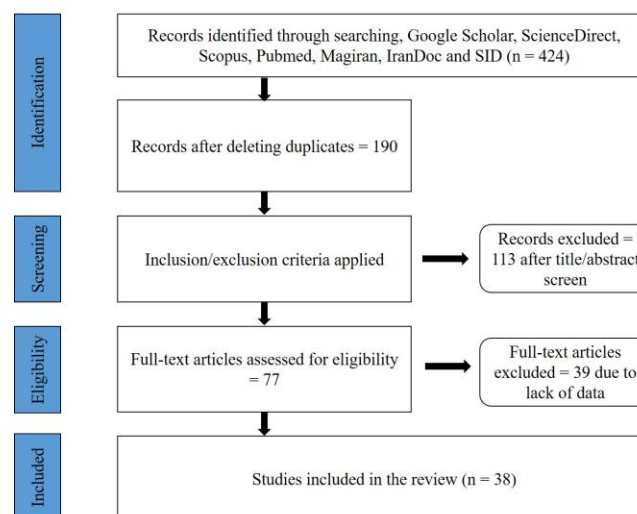 Identification
Records identified through searching, Google Scholar, ScienceDirect,
Scopus, Pubmed, Magiran, IranDoc and SID (n = 424)
Records after deleting duplicates = 190
Screening
Inclusion/exclusion criteria applied
Records excluded =
113 after title/abstract
screen
Eligibility
Full-text articles assessed for eligibility
= 77
Full-text articles
excluded = 39 due to
lack of data
Included
Studies included in the review (n = 38)